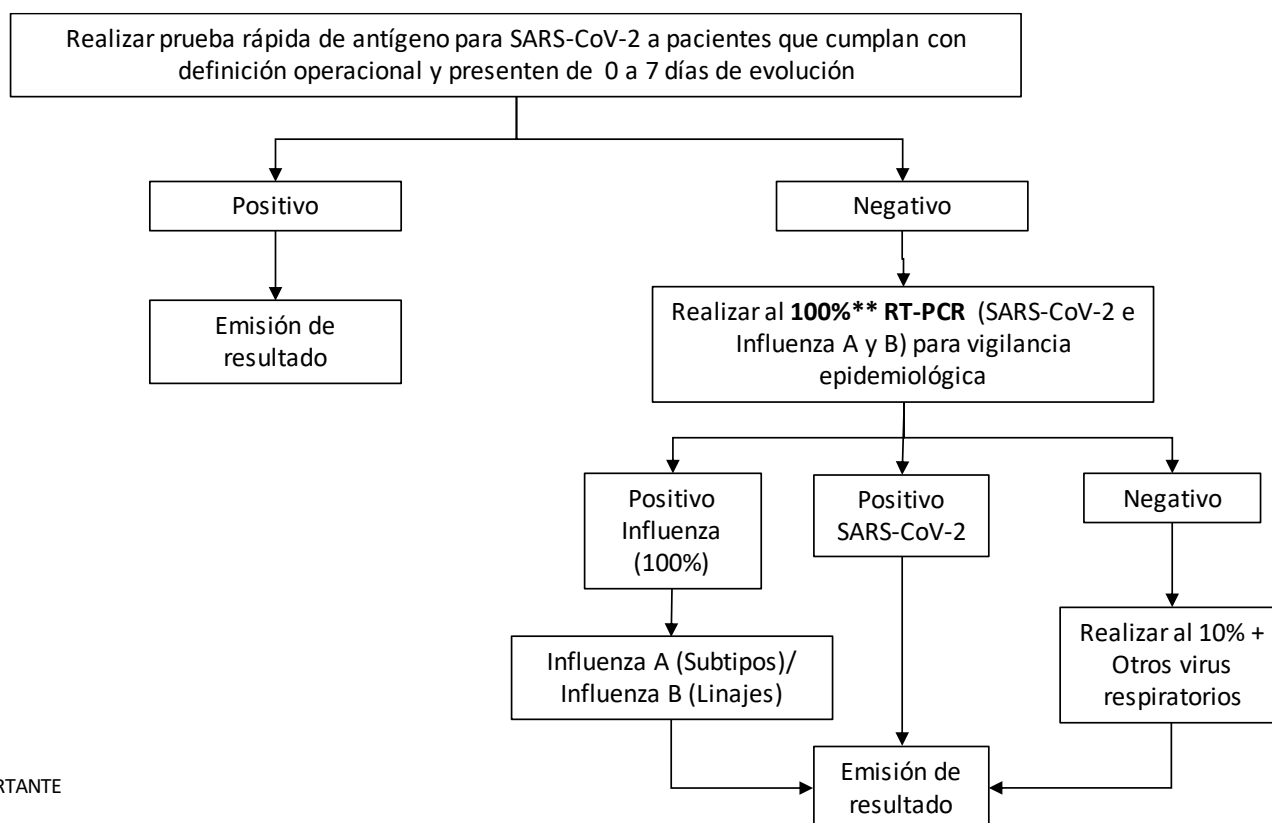 Realizar prueba rápida de antígeno para SARS-CoV-2 a pacientes que cumplan con
definición operacional y presenten de 0 a 7 días de evolución
Positivo
Negativo
Emisión de
resultado
Realizar al 100%** RT-PCR (SARS-CoV-2 e
Influenza A y B) para vigilancia
epidemiológica
Positivo
Influenza
(100%)
Positivo
SARS-CoV-2
Negativo
Influenza A (Subtipos)/
Influenza B (Linajes)
Realizar al 10% +
Otros virus
respiratorios
Emisión de
resultado
RTANTE